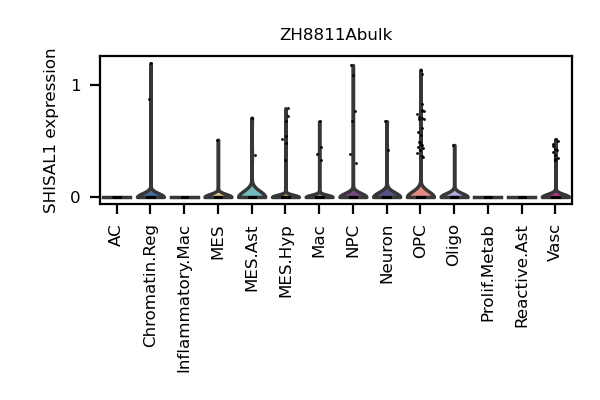 ZH8811Abulk
SHISAL1 expression
1
0
AC
Chromatin.Reg
Inflammatory.Mac
MES
MES.Ast
MES.Hyp
Mac
NPC
Neuron
OPC
Oligo
Prolif.Metab
Reactive.Ast
Vasc